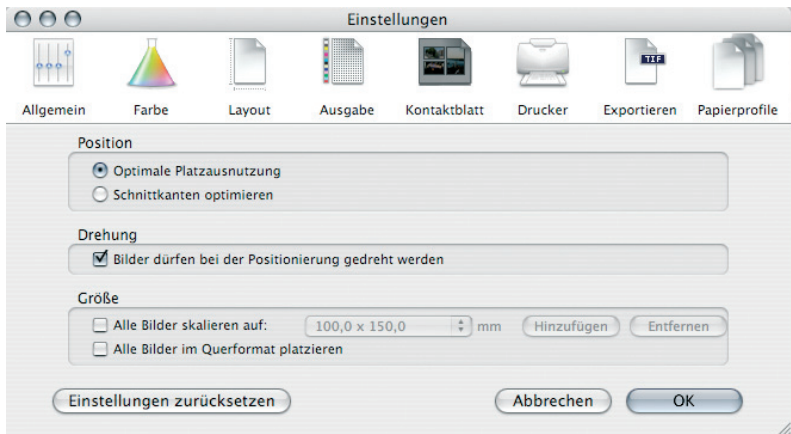 Einstellungen
TIF
Allgemein Farbe Layout Ausgabe Kontaktblatt Drucker Exportieren Papierprofile
Position
Optimale Platzausnutzung
Schnittkanten optimieren
Drehung
Bilder dürfen bei der Positionierung gedreht werden
Größe
Alle Bilder skalieren auf: 100,0 x 150,0 mm Hinzufügen Entfernen
Alle Bilder im Querformat platzieren
Einstellungen zurücksetzen Abbrechen OK